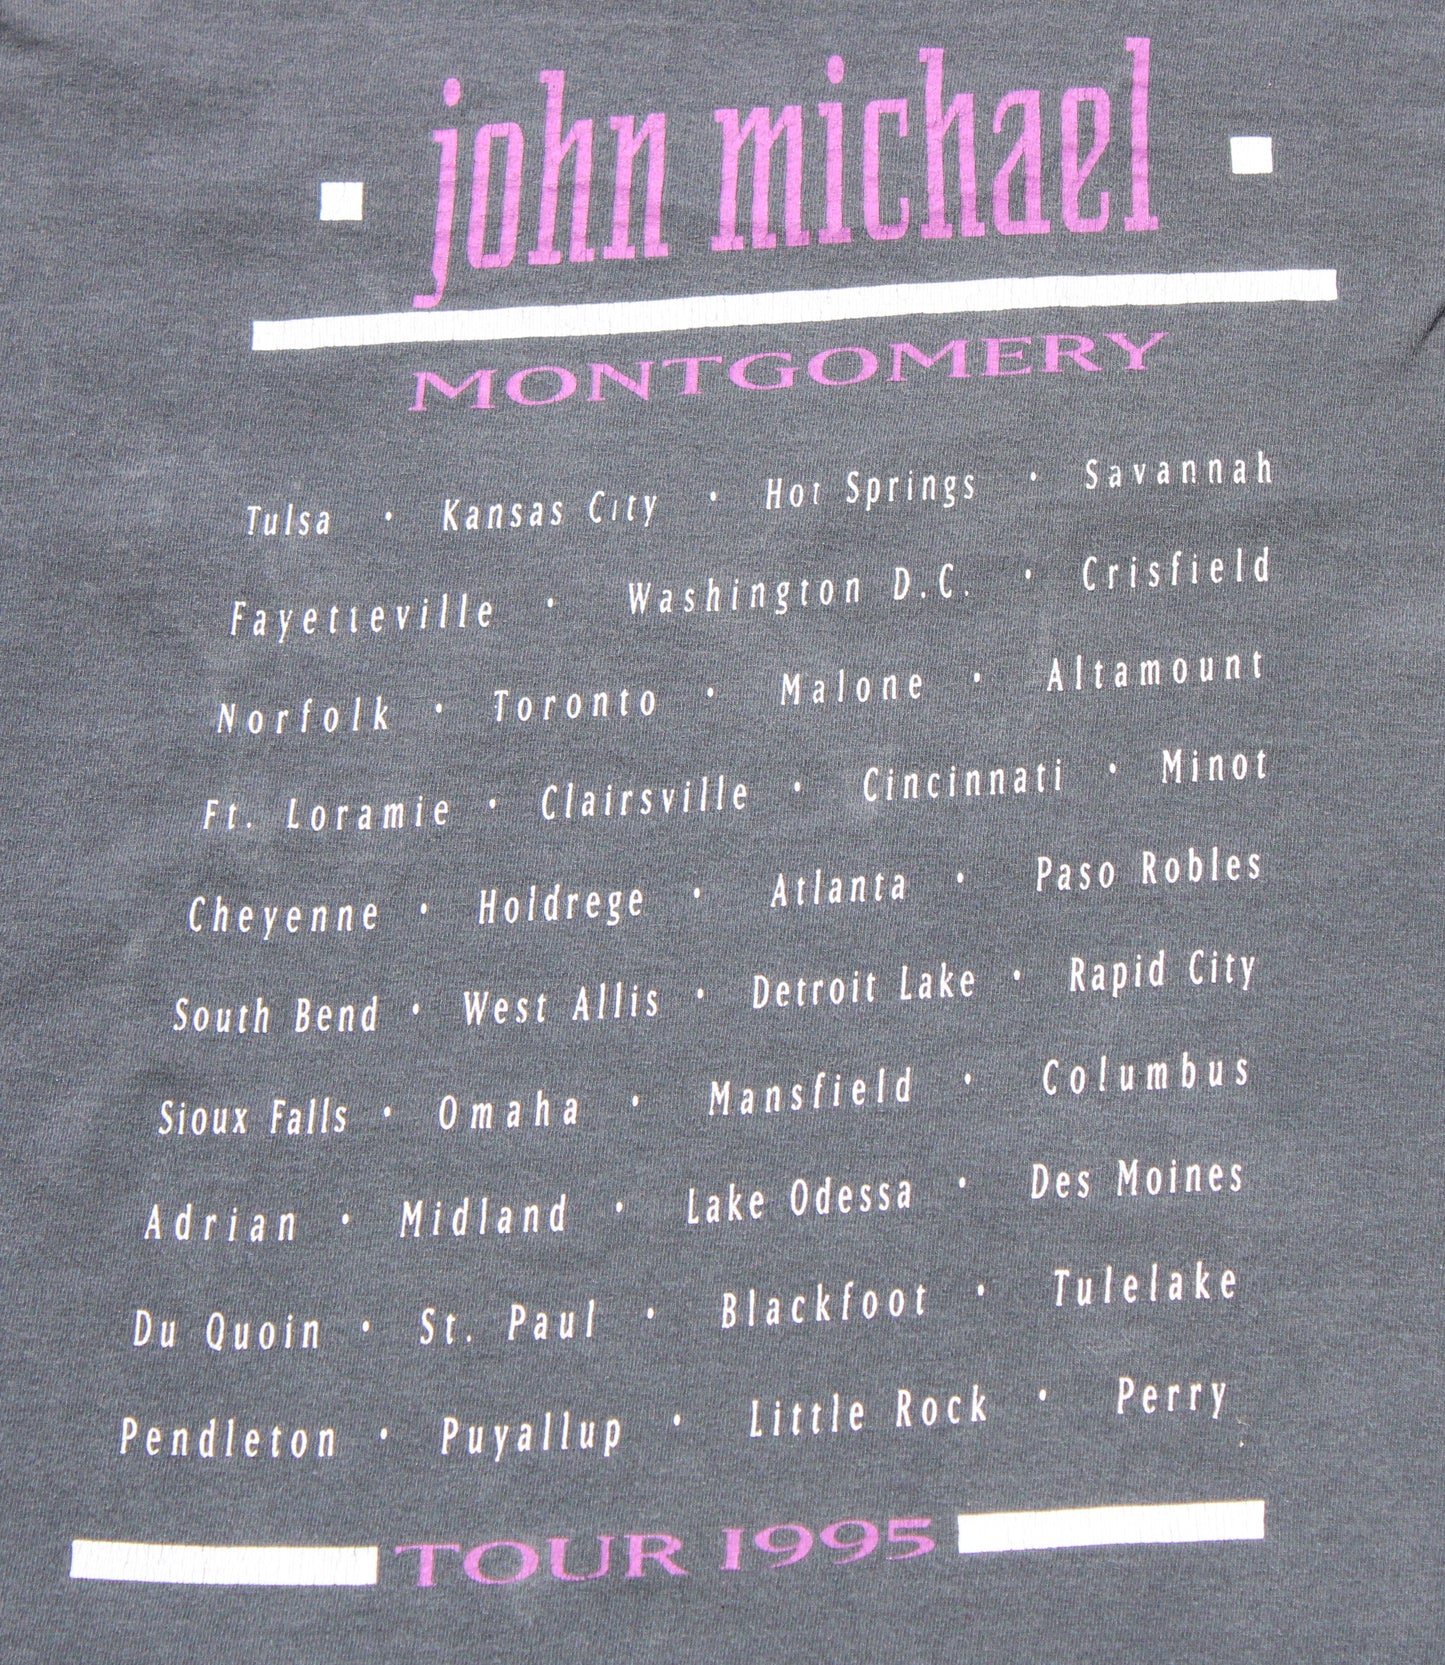 john michael
MONTGOMERY
Tulsa · Kansas City · Hot Springs · Savannah
Fayetteville · Washington D.C. · Crisfield
Norfolk · Toronto · Malone · Altamount
Ft. Loramie · Clairsville · Cincinnati · Minot
Cheyenne · Holdrege · Atlanta · Paso Robles
South Bend · West Allis · Detroit Lake · Rapid City
Sioux Falls · Omaha · Mansfield · Columbus
Adrian · Midland · Lake Odessa · Des Moines
Du Quoin · St. Paul · Blackfoot · Tulelake
Pendleton · Puyallup · Little Rock · Perry
TOUR 1995